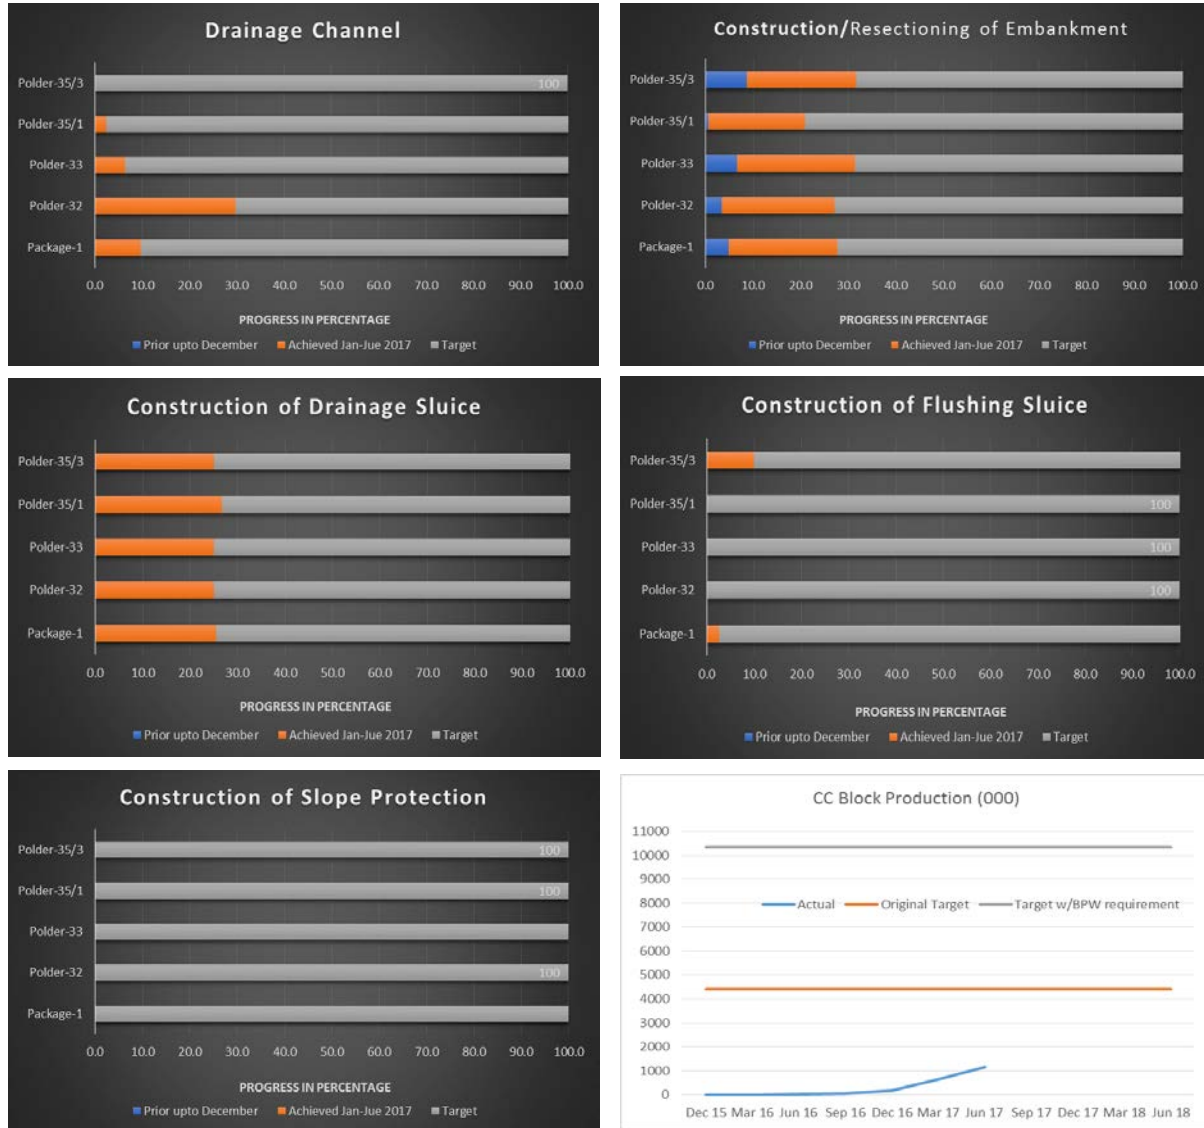 Drainage Channel
Polder-35/3
100
Polder-35/1
Polder-33
Polder-32
Package-1
0.0 10.0 20.0 30.0 40.0 50.0 60.0 70.0 80.0 90.0 100.0
PROGRESS IN PERCENTAGE
Prior upto December Achieved Jan-Jue 2017 Target
Construction/Resectioning of Embankment
Polder-35/3
Polder-35/1
Polder-33
Polder-32
Package-1
0.0 10.0 20.0 30.0 40.0 50.0 60.0 70.0 80.0 90.0 100.0
PROGRESS IN PERCENTAGE
Prior upto December Achieved Jan-Jue 2017 Target
Construction of Drainage Sluice
Polder-35/3
Polder-35/1
Polder-33
Polder-32
Package-1
0.0 10.0 20.0 30.0 40.0 50.0 60.0 70.0 80.0 90.0 100.0
PROGRESS IN PERCENTAGE
Prior upto December Achieved Jan-Jue 2017 Target
Construction of Flushing Sluice
Polder-35/3
Polder-35/1 100
Polder-33 100
Polder-32 100
Package-1
0.0 10.0 20.0 30.0 40.0 50.0 60.0 70.0 80.0 90.0 100.0
PROGRESS IN PERCENTAGE
Prior upto December Achieved Jan-Jue 2017 Target
Construction of Slope Protection
Polder-35/3 100
Polder-35/1 100
Polder-33
Polder-32 100
Package-1
0.0 10.0 20.0 30.0 40.0 50.0 60.0 70.0 80.0 90.0 100.0
PROGRESS IN PERCENTAGE
Prior upto December Achieved Jan-Jue 2017 Target
CC Block Production (000)
11000
10000
9000
8000
Actual Original Target Target w/BPW requirement
7000
6000
5000
4000
3000
2000
1000
0
Dec 15 Mar 16 Jun 16 Sep 16 Dec 16 Mar 17 Jun 17 Sep 17 Dec 17 Mar 18 Jun 18